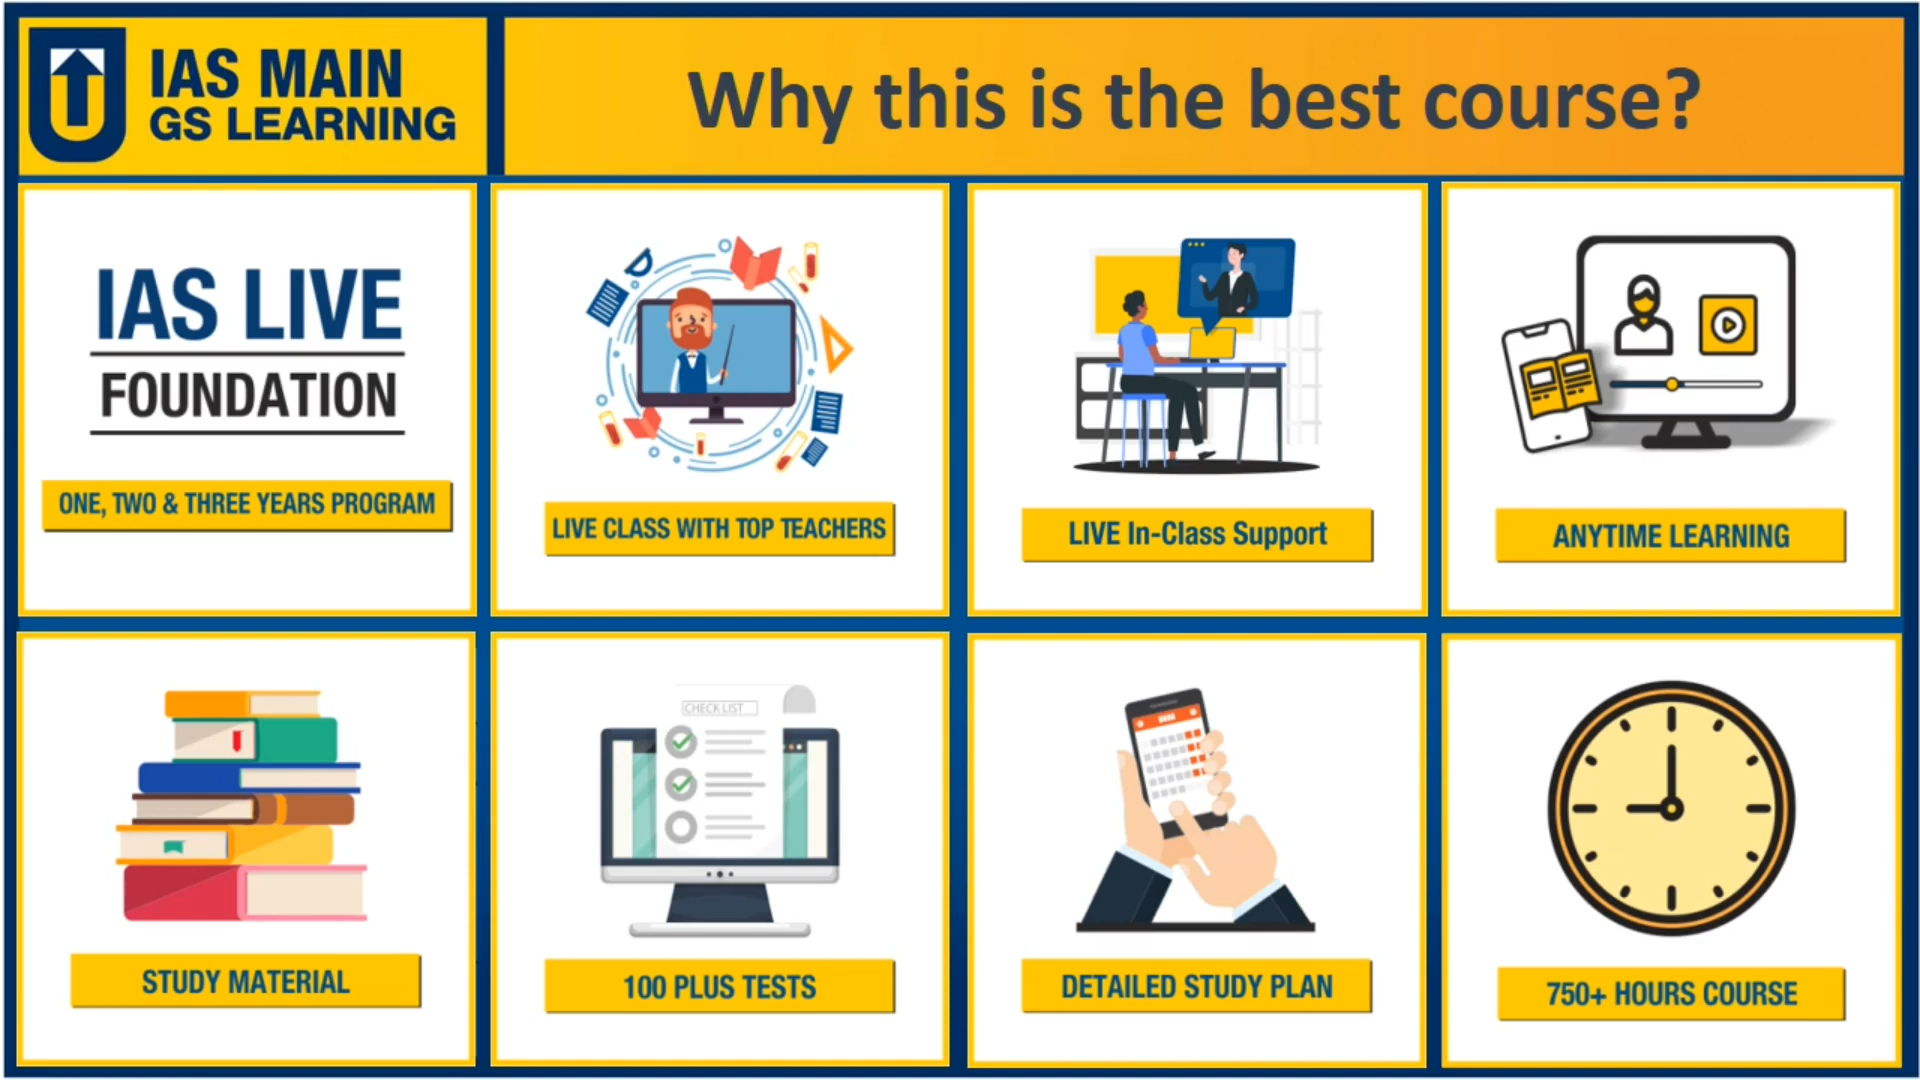 IAS MAIN
GS LEARNING
Why this is the best course?
IAS LIVE
FOUNDATION
ONE, TWO & THREE YEARS PROGRAM
LIVE CLASS WITH TOP TEACHERS
LIVE In-Class Support
ANYTIME LEARNING
STUDY MATERIAL
CHECK LIST
100 PLUS TESTS
DETAILED STUDY PLAN
750+ HOURS COURSE